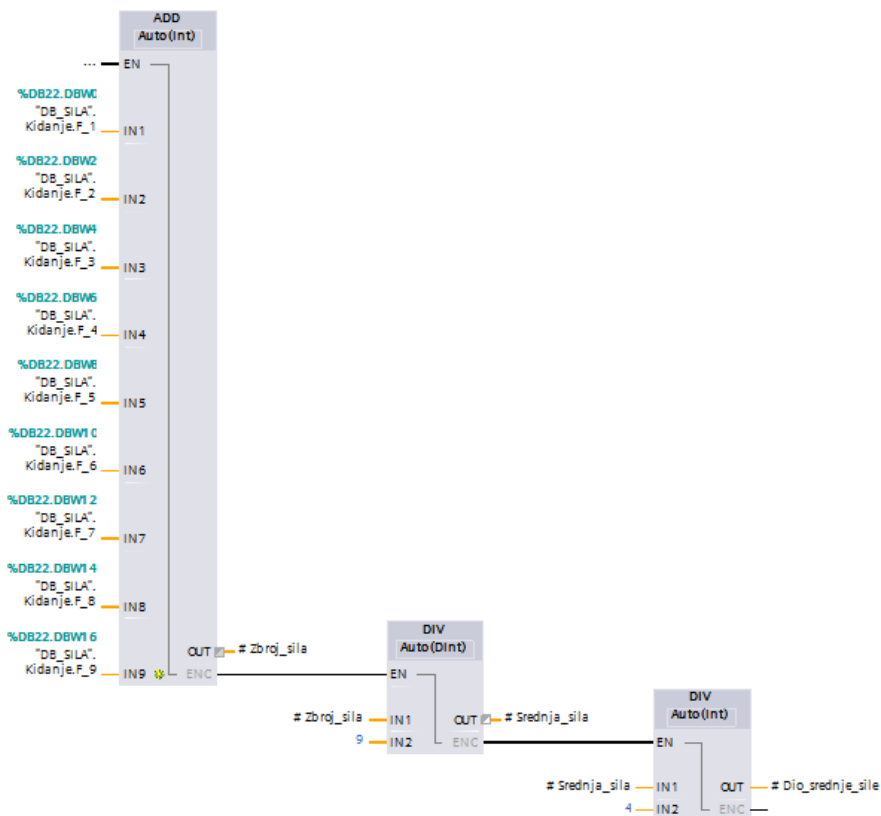 ADD
Auto(Int)
... EN
%DB22.DBW0
"DB_SILA".
Kidanje.F_1 IN1
%DB22.DBW2
"DB_SILA".
Kidanje.F_2 IN2
%DB22.DBW4
"DB_SILA".
Kidanje.F_3 IN3
%DB22.DBW6
"DB_SILA".
Kidanje.F_4 IN4
%DB22.DBW8
"DB_SILA".
Kidanje.F_5 IN5
%DB22.DBW10
"DB_SILA".
Kidanje.F_6 IN6
%DB22.DBW12
"DB_SILA".
Kidanje.F_7 IN7
%DB22.DBW14
"DB_SILA".
Kidanje.F_8 IN8
%DB22.DBW16
"DB_SILA".
Kidanje.F_9 IN9
OUT # Zbroj_sila
ENC
DIV
Auto(DInt)
EN
# Zbroj_sila IN1 OUT # Srednja_sila
9 IN2 ENC
DIV
Auto(Int)
EN
# Srednja_sila IN1 OUT # Dio_srednje_sile
4 IN2 ENC